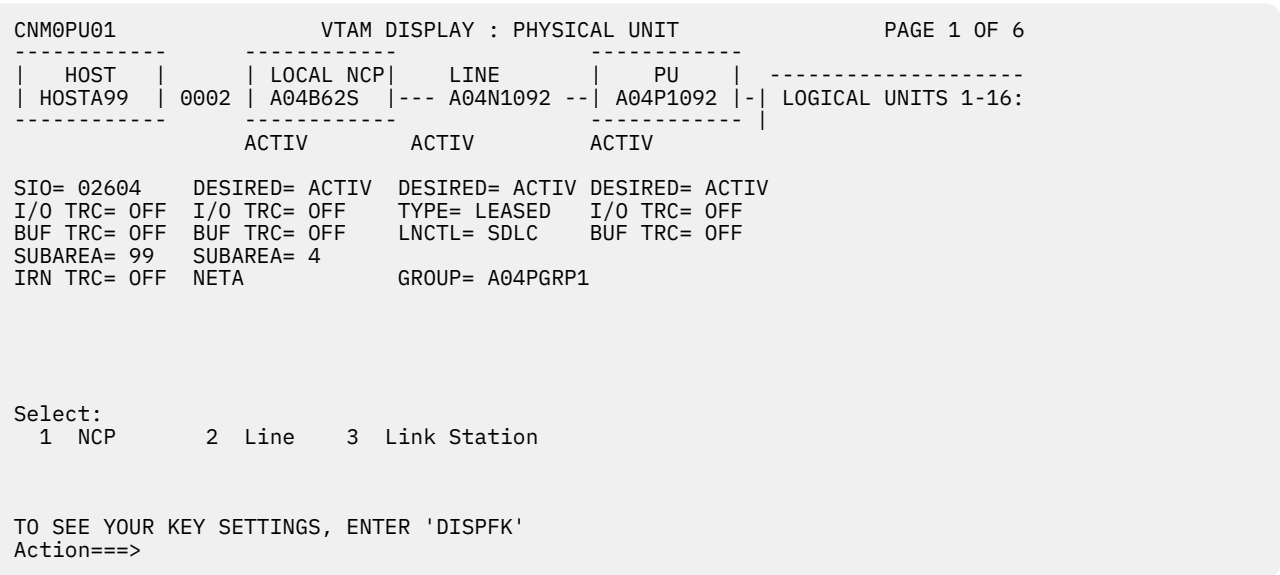 CNM0PU01                VTAM DISPLAY : PHYSICAL UNIT                PAGE 1 OF 6
------------      ------------               ------------
|   HOST   |      | LOCAL NCP|    LINE       |    PU    |  --------------------
| HOSTA99  | 0002 | A04B62S  |--- A04N1092 --| A04P1092 |-| LOGICAL UNITS 1-16:
------------      ------------               ------------ |
                  ACTIV        ACTIV         ACTIV

SIO= 02604    DESIRED= ACTIV  DESIRED= ACTIV DESIRED= ACTIV
I/O TRC= OFF  I/O TRC= OFF    TYPE= LEASED   I/O TRC= OFF
BUF TRC= OFF  BUF TRC= OFF    LNCTL= SDLC    BUF TRC= OFF
SUBAREA= 99   SUBAREA= 4
IRN TRC= OFF  NETA            GROUP= A04PGRP1

Select:
  1  NCP       2  Line    3  Link Station

TO SEE YOUR KEY SETTINGS, ENTER 'DISPFK'
Action===>